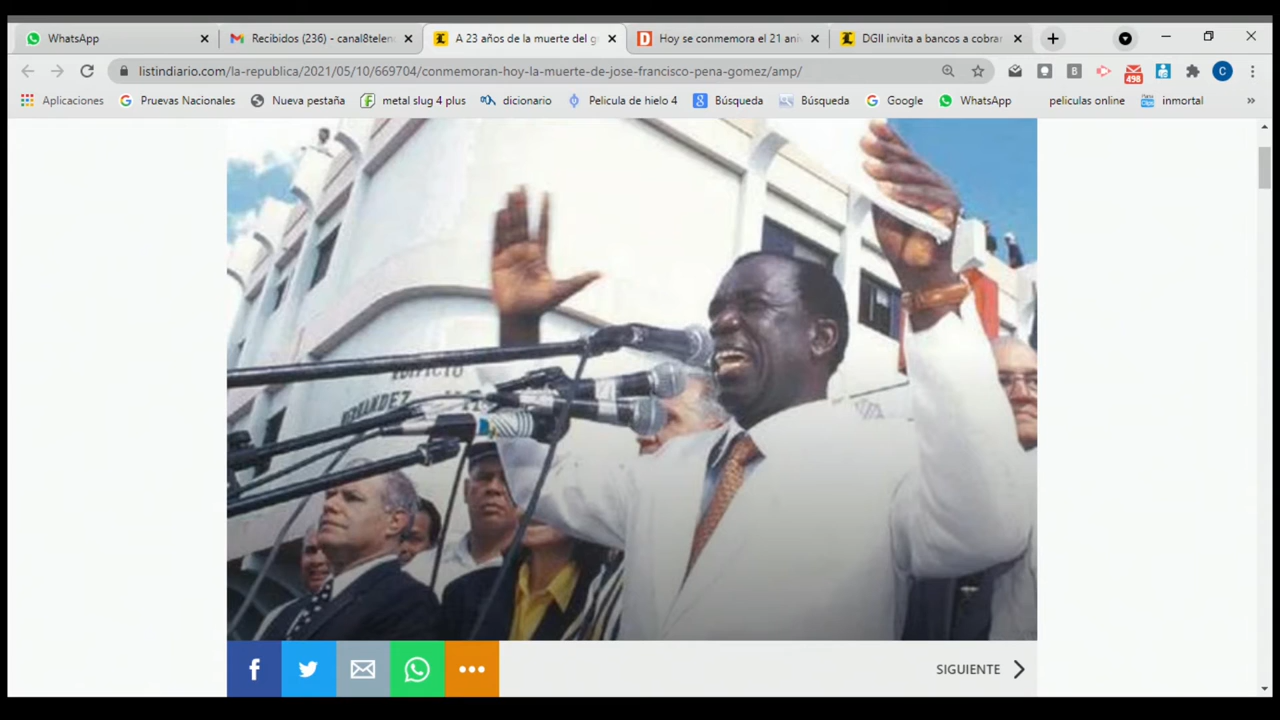 WhatsApp
Recibidos (236) - canal8telen
A 23 años de la muerte del g
Hoy se conmemora el 21 ani
DGII invita a bancos a cobrar
listindiario.com/la-republica/2021/05/10/669704/conmemoran-hoy-la-muerte-de-jose-francisco-pena-gomez/amp/
498
C
Aplicaciones
Pruevas Nacionales
Nueva pestaña
metal slug 4 plus
dicionario
Pelicula de hielo 4
Búsqueda
Búsqueda
Google
WhatsApp
peliculas online
inmortal
EDIFICIO
HERNANDEZ
SIGUIENTE